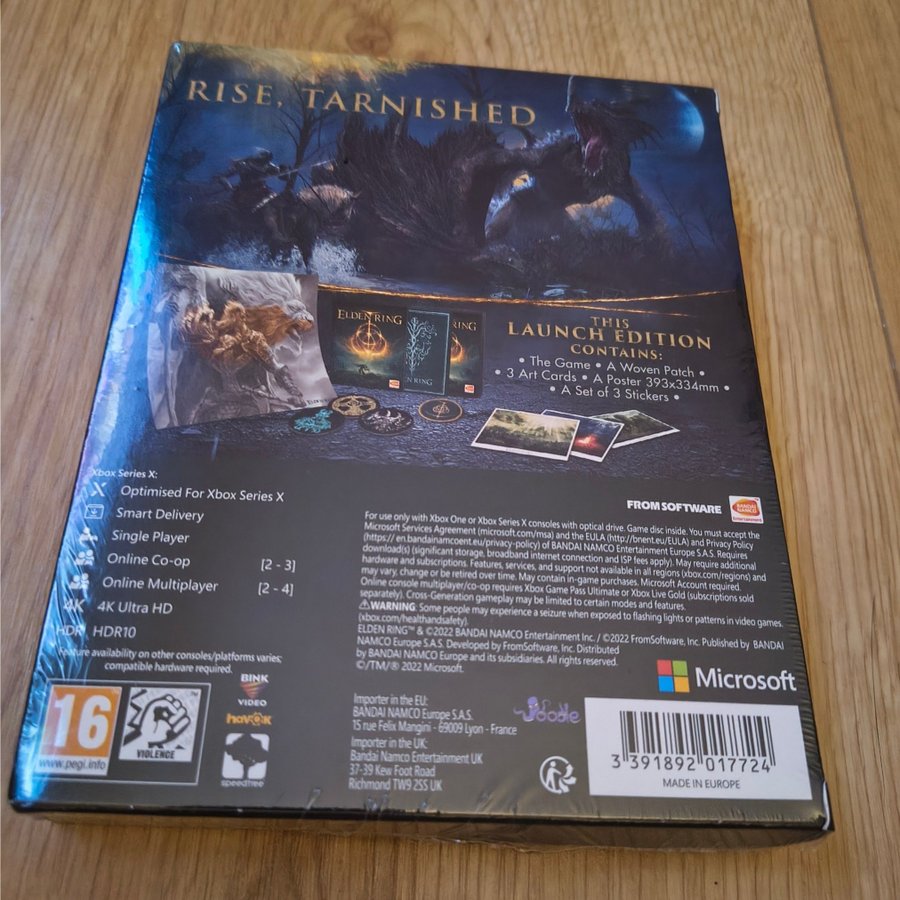 RISE, TARNISHED
ELDEN RING
N RING
RING
THIS
LAUNCH EDITION
CONTAINS:
• The Game • A Woven Patch •
• 3 Art Cards • A Poster 393x334mm •
• A Set of 3 Stickers •
Xbox Series X:
X Optimised For Xbox Series X
Smart Delivery
Single Player
Online Co-op [2 - 3]
Online Multiplayer [2 - 4]
4K 4K Ultra HD
HDR HDR10
Feature availability on other consoles/platforms varies;
compatible hardware required.
FROMSOFTWARE
BANDAI
NAMCO
Entertainment
For use only with Xbox One or Xbox Series X consoles with optical drive. Game disc inside. You must accept the
Microsoft Services Agreement (microsoft.com/msa) and the EULA (http://bnent.eu/EULA) and Privacy Policy
(https://en.bandainamcoent.eu/privacy-policy) of BANDAI NAMCO Entertainment Europe S.A.S. Requires
download(s) (significant storage, broadband internet connection and ISP fees apply). May require additional
hardware and subscriptions. Features, services, and support not available in all regions (xbox.com/regions) and
may vary, change or be retired over time. May contain in-game purchases. Microsoft Account required.
Online console multiplayer/co-op requires Xbox Game Pass Ultimate or Xbox Live Gold (subscriptions sold
separately). Cross-Generation gameplay may be limited to certain modes and features.
⚠WARNING: Some people may experience a seizure when exposed to flashing lights or patterns in video games.
(xbox.com/healthandsafety).
ELDEN RING™ & ©2022 BANDAI NAMCO Entertainment Inc. / ©2022 FromSoftware, Inc. Published by BANDAI
NAMCO Europe S.A.S. Developed by FromSoftware, Inc. Distributed
by BANDAI NAMCO Europe and its subsidiaries. All rights reserved.
©/TM/® 2022 Microsoft.
Microsoft
16
www.pegi.info
VIOLENCE
™
BINK
VIDEO
havok
speedtree
Importer in the EU:
BANDAI NAMCO Europe S.A.S.
15 rue Felix Mangini - 69009 Lyon - France
Importer in the UK:
Bandai Namco Entertainment UK
37-39 Kew Foot Road
Richmond TW9 2SS UK
3 391892 017724
MADE IN EUROPE